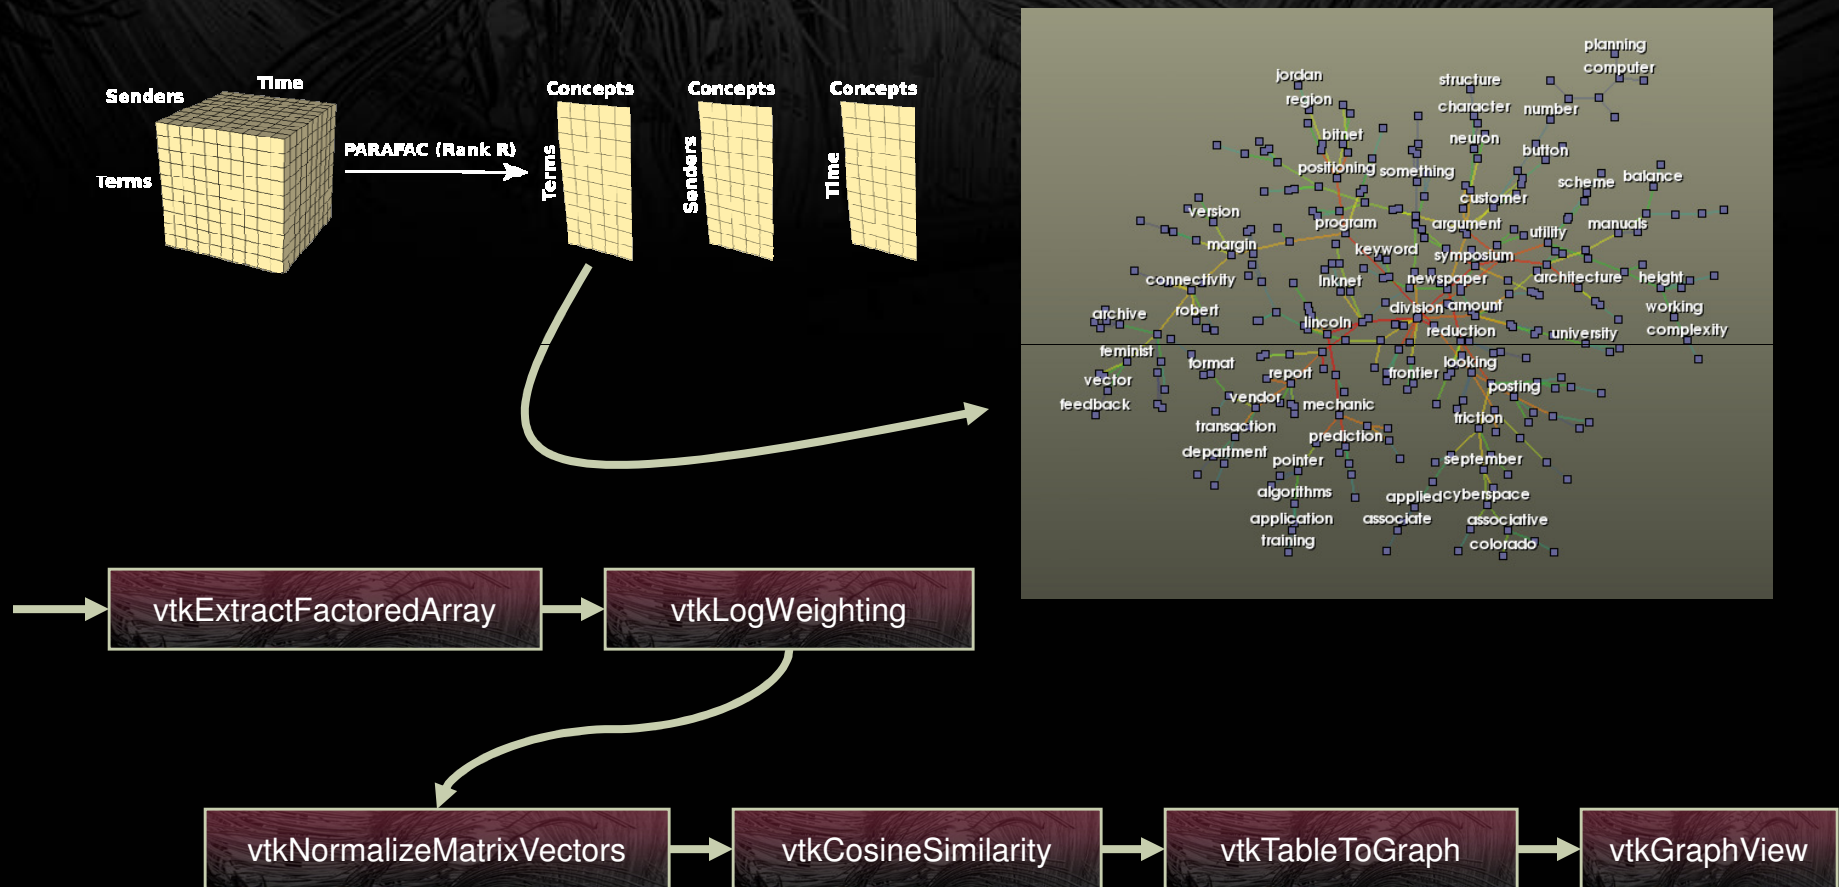 Senders
Time
Terms
PARAFAC (Rank R)
Concepts
Terms
Concepts
Senders
Concepts
Time
planning
computer
jordan
structure
region
character
number
bitnet
neuron
button
positioning
something
scheme
balance
customer
version
program
argument
utility
manuals
margin
keyword
symposium
connectivity
lnknet
newspaper
architecture
height
archive
robert
lincoln
division
amount
working
reduction
university
complexity
feminist
format
report
frontier
looking
vector
posting
feedback
vendor
mechanic
friction
transaction
prediction
department
pointer
september
algorithms
applied
cyberspace
application
associate
associative
training
colorado
vtkExtractFactoredArray
vtkLogWeighting
vtkNormalizeMatrixVectors
vtkCosineSimilarity
vtkTableToGraph
vtkGraphView